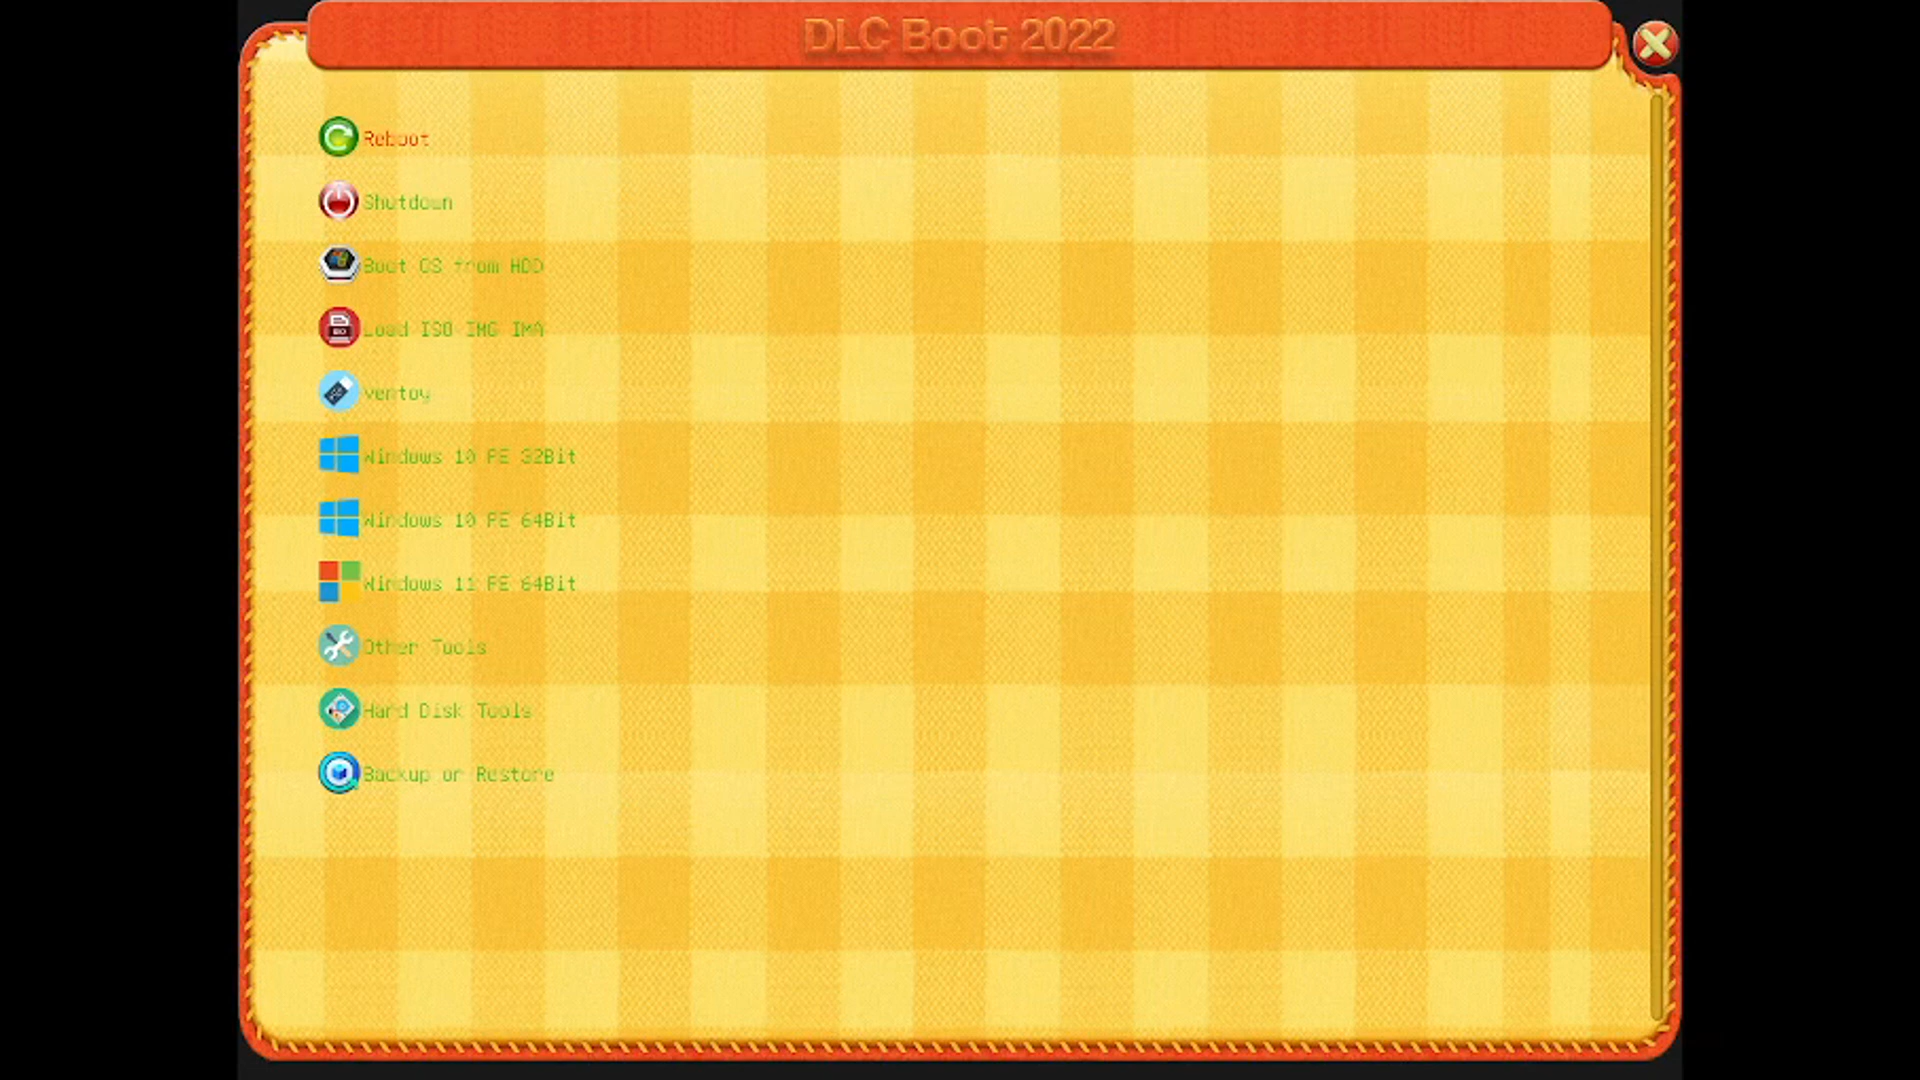 DLC Boot 2022
Reboot
Shutdown
Boot OS from HDD
Load ISO IMG IMA
ventoy
Windows 10 PE 32Bit
Windows 10 PE 64Bit
Windows 11 PE 64Bit
Other Tools
Hard Disk Tools
Backup or Restore